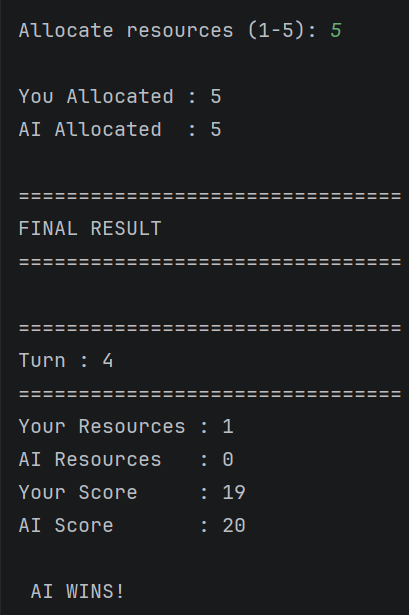 Allocate resources (1-5): 5
You Allocated : 5
AI Allocated  : 5
================================
FINAL RESULT
================================
================================
Turn : 4
================================
Your Resources : 1
AI Resources   : 0
Your Score     : 19
AI Score       : 20
AI WINS!